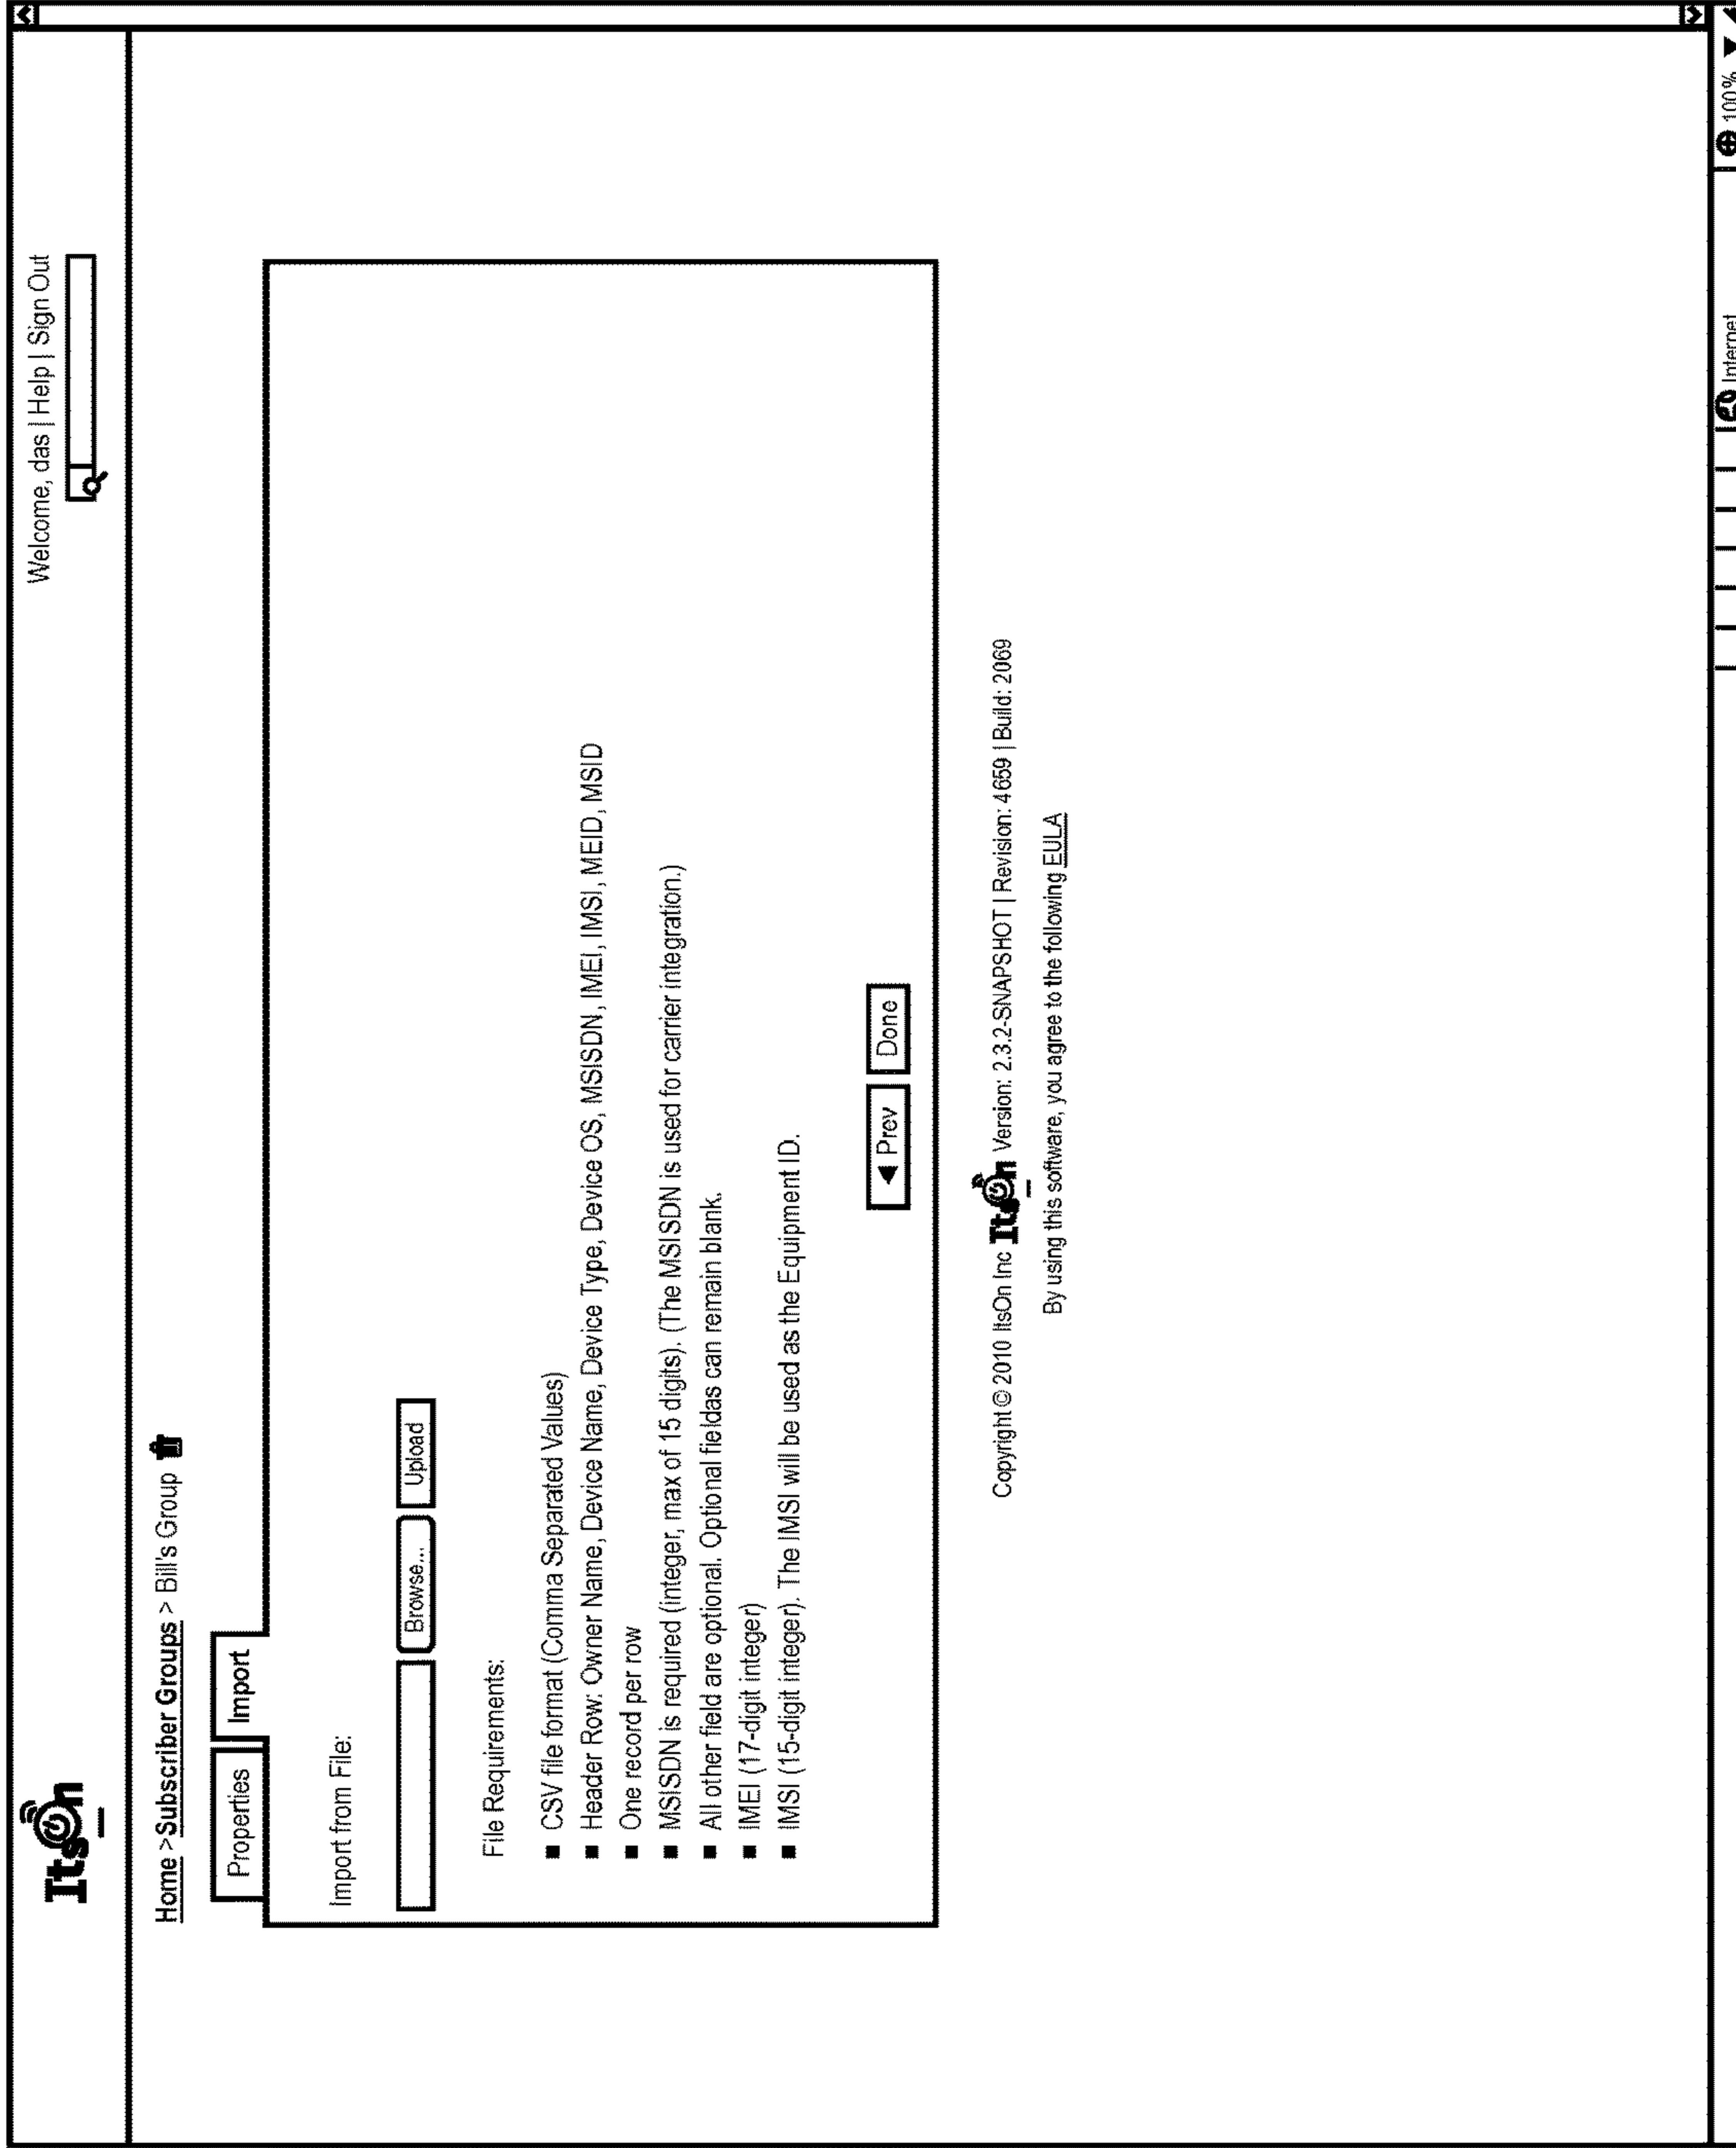 ItsOn
Welcome, das | Help | Sign Out
Home > Subscriber Groups > Bill's Group
Properties
Import
Import from File:
Browse...
Upload
File Requirements:
■ CSV file format (Comma Separated Values)
■ Header Row: Owner Name, Device Name, Device Type, Device OS, MSISDN, IMEI, IMSI, MEID, MSID
■ One record per row
■ MSISDN is required (integer, max of 15 digits). (The MSISDN is used for carrier integration.)
■ All other field are optional. Optional fieldas can remain blank.
■ IMEI (17-digit integer)
■ IMSI (15-digit integer). The IMSI will be used as the Equipment ID.
◄ Prev
Done
Copyright © 2010 ItsOn Inc ItsOn Version: 2.3.2-SNAPSHOT | Revision: 4659 | Build: 2069
By using this software, you agree to the following EULA
Internet
100%